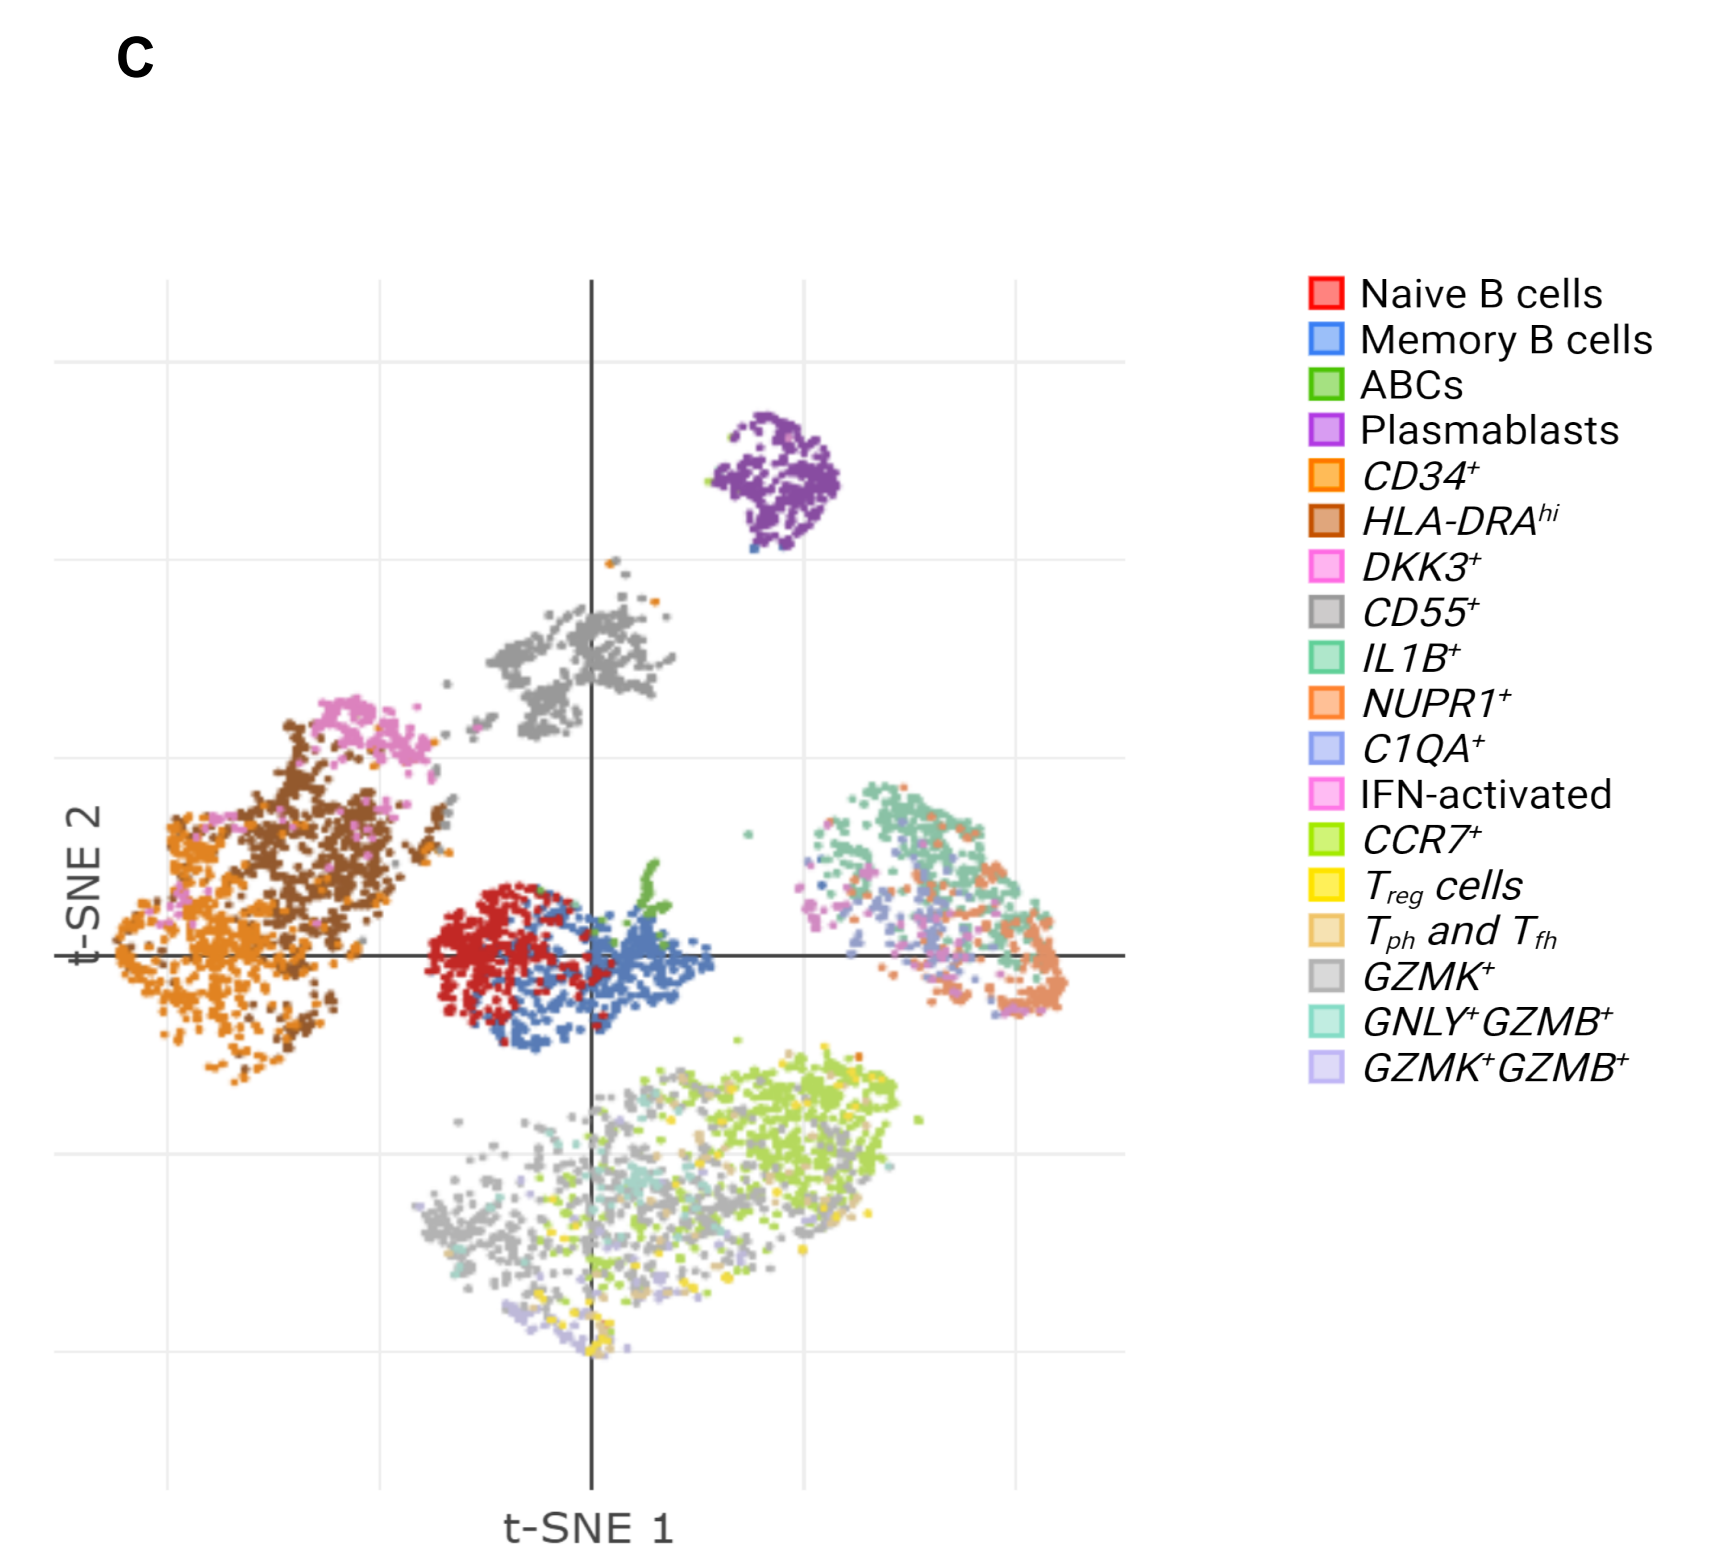 C
Naive B cells
Memory B cells
ABCs
Plasmablasts
CD34⁺
HLA-DRAʰⁱ
DKK3⁺
CD55⁺
IL1B⁺
NUPR1⁺
C1QA⁺
IFN-activated
CCR7⁺
Treg cells
Tph and Tfh
GZMK⁺
GNLY⁺GZMB⁺
GZMK⁺GZMB⁺
t-SNE 2
t-SNE 1